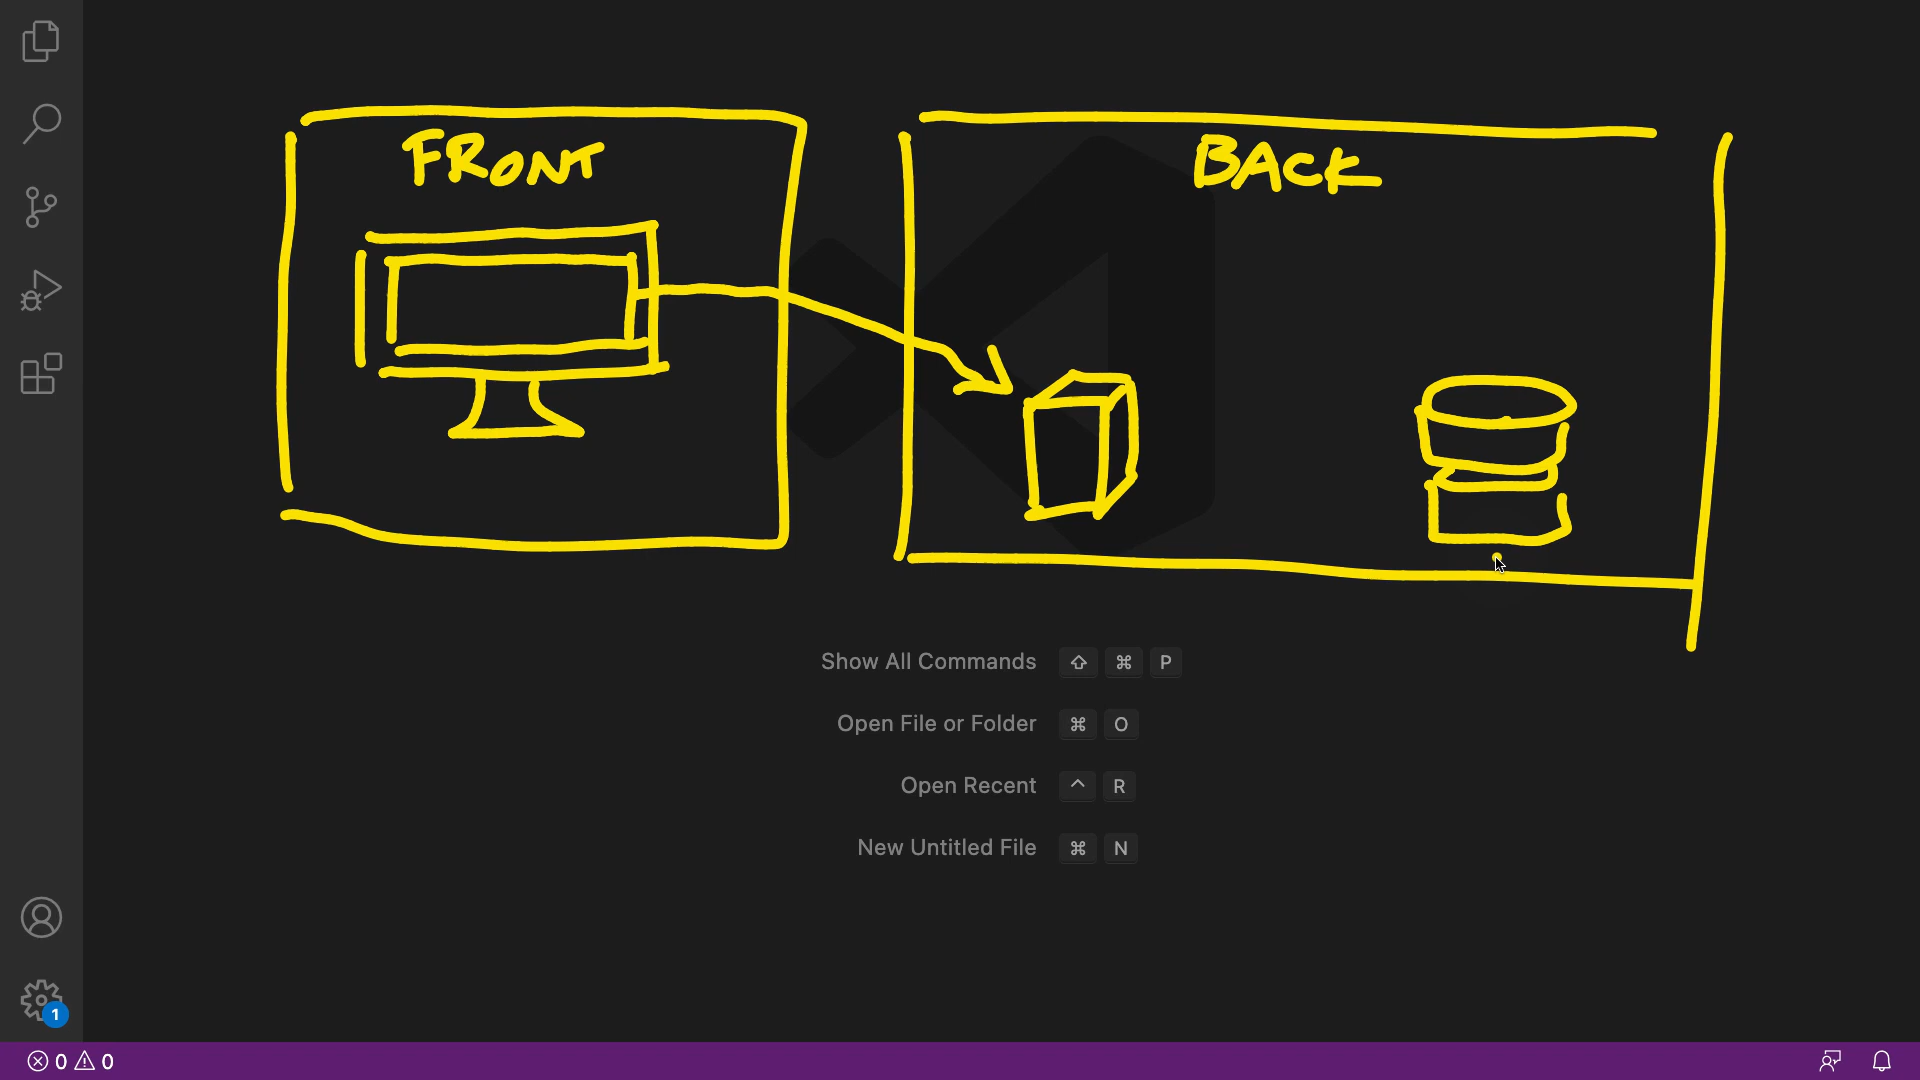 FRONT
BACK
Show All Commands ⇧ ⌘ P
Open File or Folder ⌘ O
Open Recent ^ R
New Untitled File ⌘ N
1
0 0